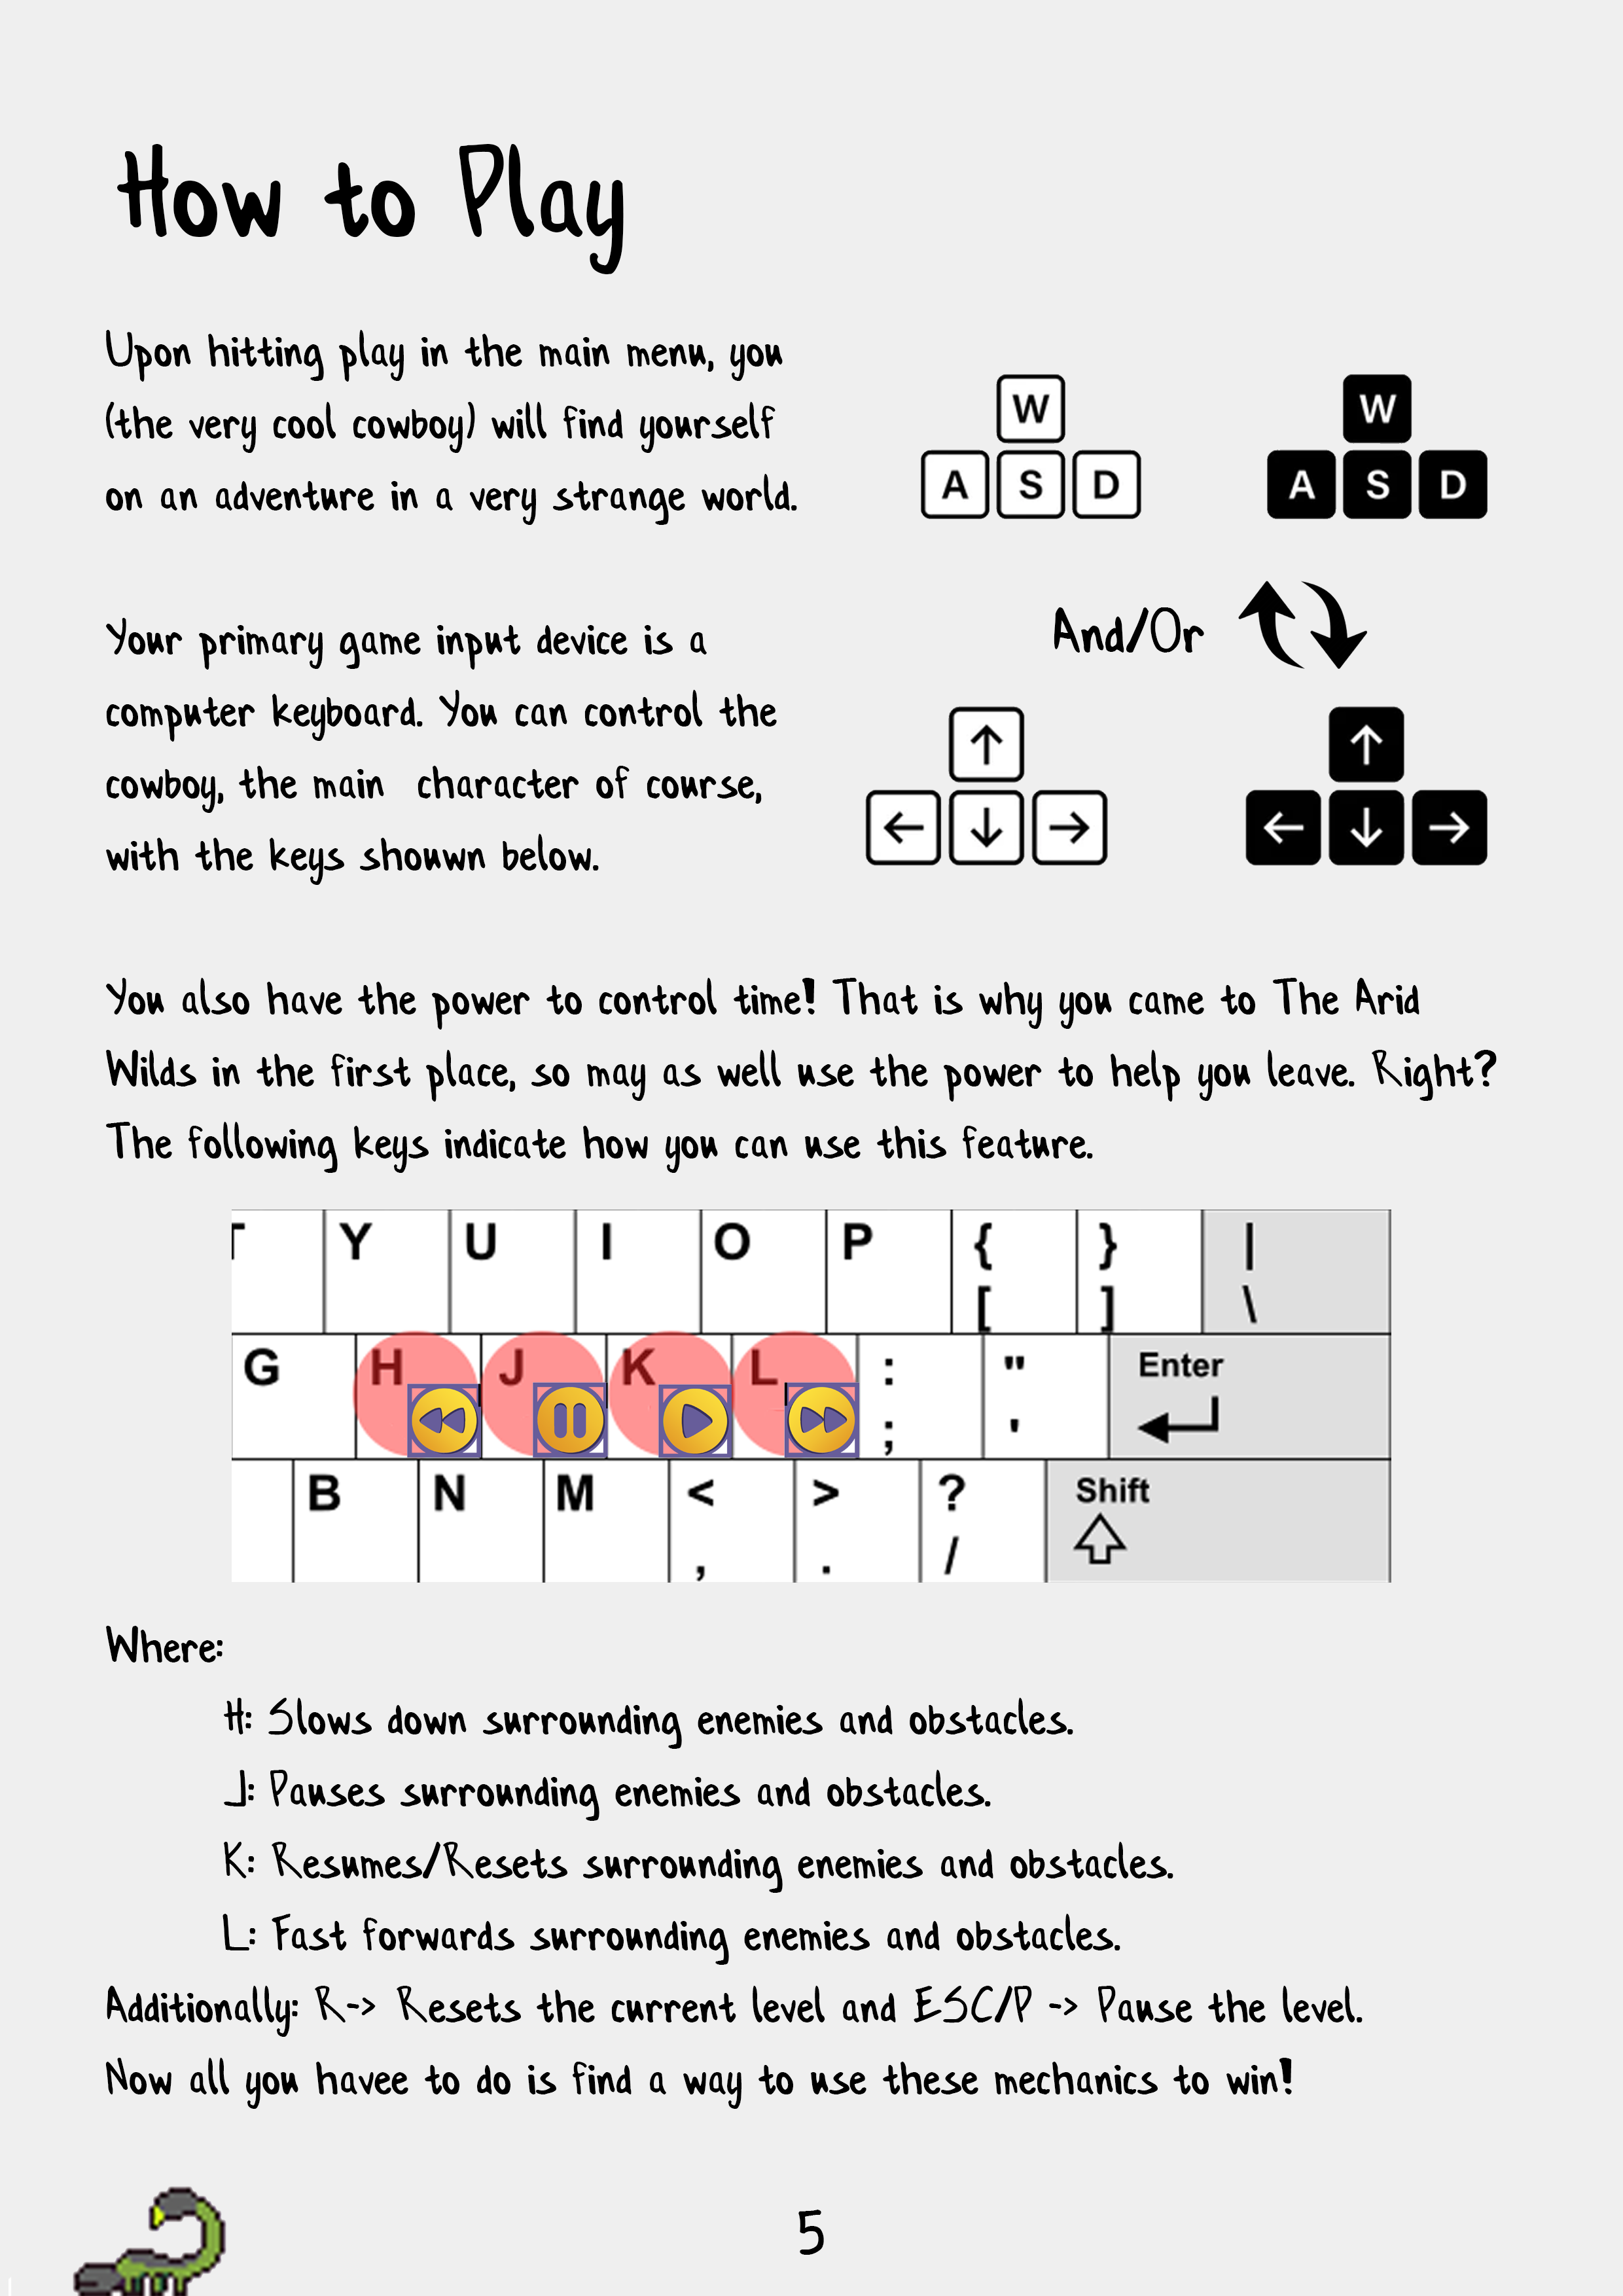 How to Play
Upon hitting play in the main menu, you
(the very cool cowboy) will find yourself
on an adventure in a very strange world.
W
A S D
W
A S D
And/Or
Your primary game input device is a
computer keyboard. You can control the
cowboy, the main character of course,
with the keys shouwn below.
↑
← ↓ →
↑
← ↓ →
You also have the power to control time! That is why you came to The Arid
Wilds in the first place, so may as well use the power to help you leave. Right?
The following keys indicate how you can use this feature.
T Y U I O P { } |
[ ] \
G H J K L : " Enter
; '
B N M < > ? Shift
, . /
Where:
H: Slows down surrounding enemies and obstacles.
J: Pauses surrounding enemies and obstacles.
K: Resumes/Resets surrounding enemies and obstacles.
L: Fast forwards surrounding enemies and obstacles.
Additionally: R-> Resets the current level and ESC/P -> Pause the level.
Now all you havee to do is find a way to use these mechanics to win!
5